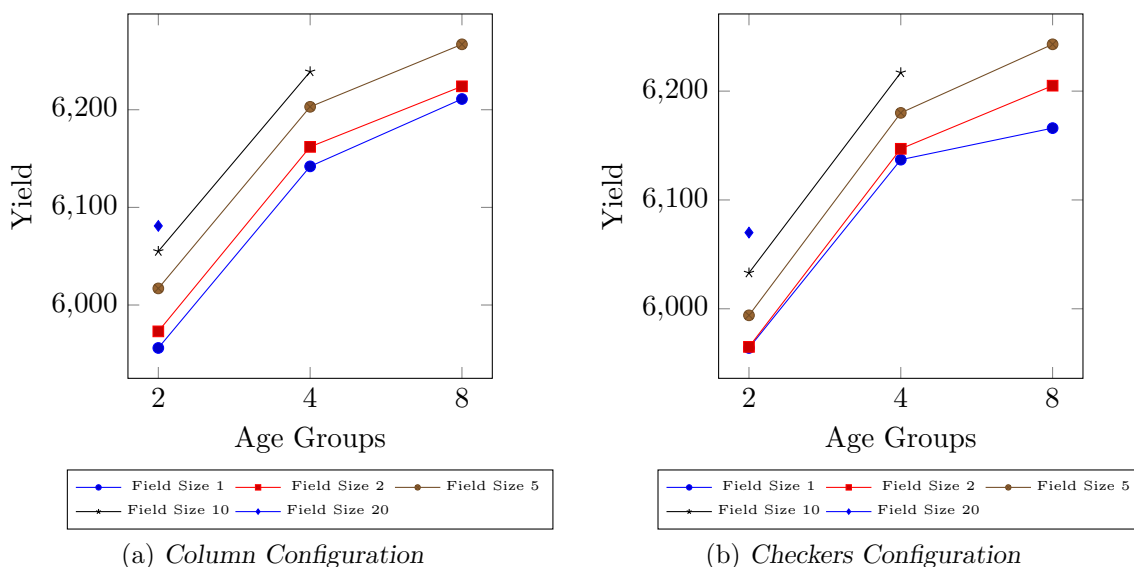 6,200
6,100
6,000
Yield
2 4 8
Age Groups
Field Size 1 Field Size 2 Field Size 5
Field Size 10 Field Size 20
(a) Column Configuration
6,200
6,100
6,000
Yield
2 4 8
Age Groups
Field Size 1 Field Size 2 Field Size 5
Field Size 10 Field Size 20
(b) Checkers Configuration